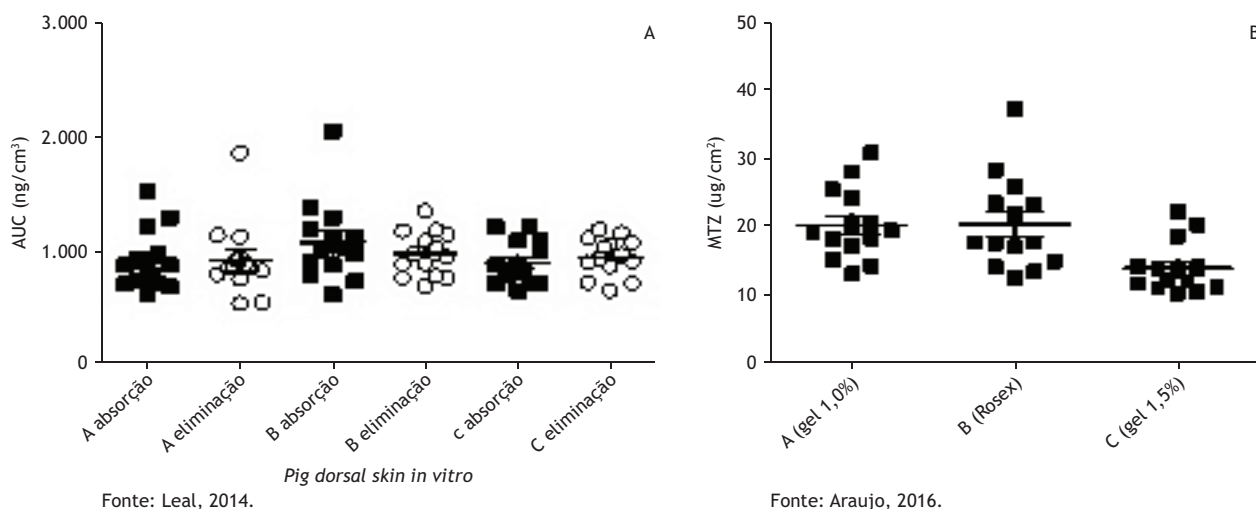 A
AUC (ng/cm³)
3.000
2.000
1.000
0
A absorção
A eliminação
B absorção
B eliminação
C absorção
C eliminação
Pig dorsal skin in vitro
Fonte: Leal, 2014.
B
MTZ (ug/cm²)
50
40
30
20
10
0
A (gel 1,0%)
B (Rosex)
C (gel 1,5%)
Fonte: Araujo, 2016.